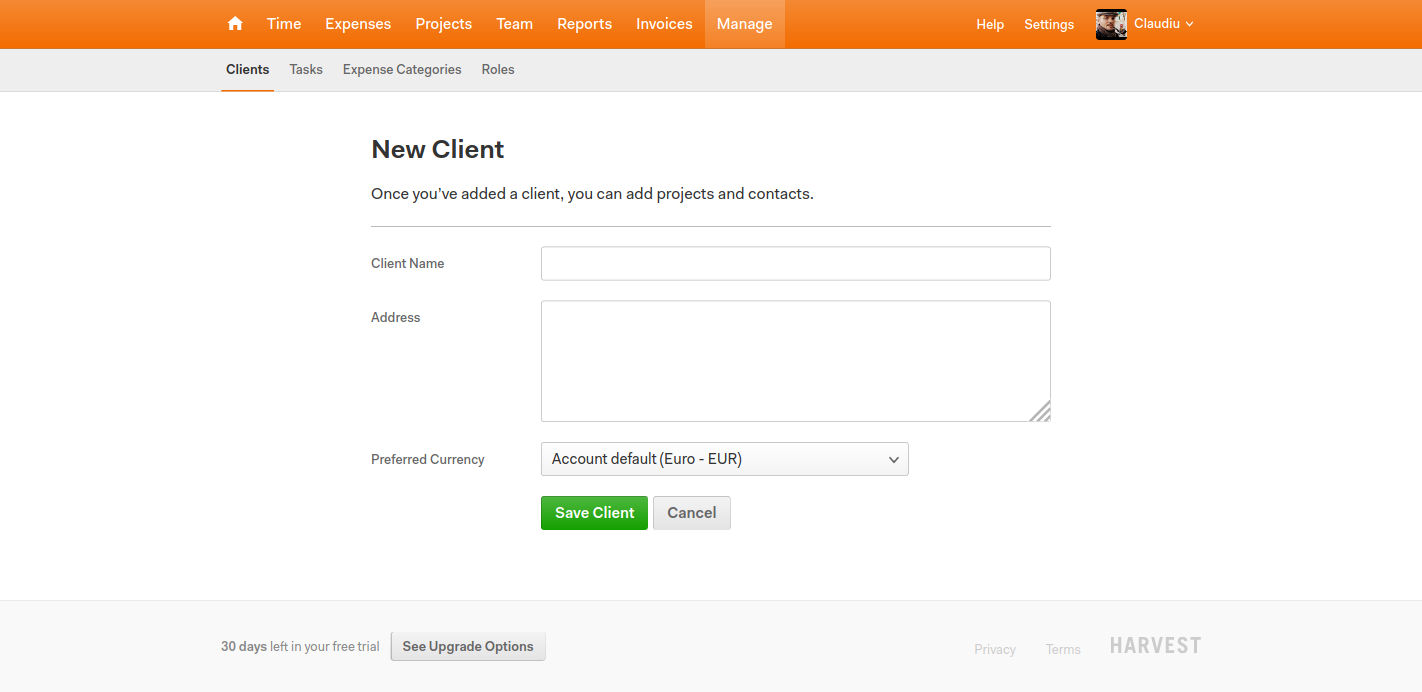 Time Expenses Projects Team Reports Invoices Manage Help Settings Claudiu
Clients Tasks Expense Categories Roles
New Client
Once you’ve added a client, you can add projects and contacts.
Client Name
Address
Preferred Currency Account default (Euro - EUR)
Save Client Cancel
30 days left in your free trial See Upgrade Options Privacy Terms HARVEST